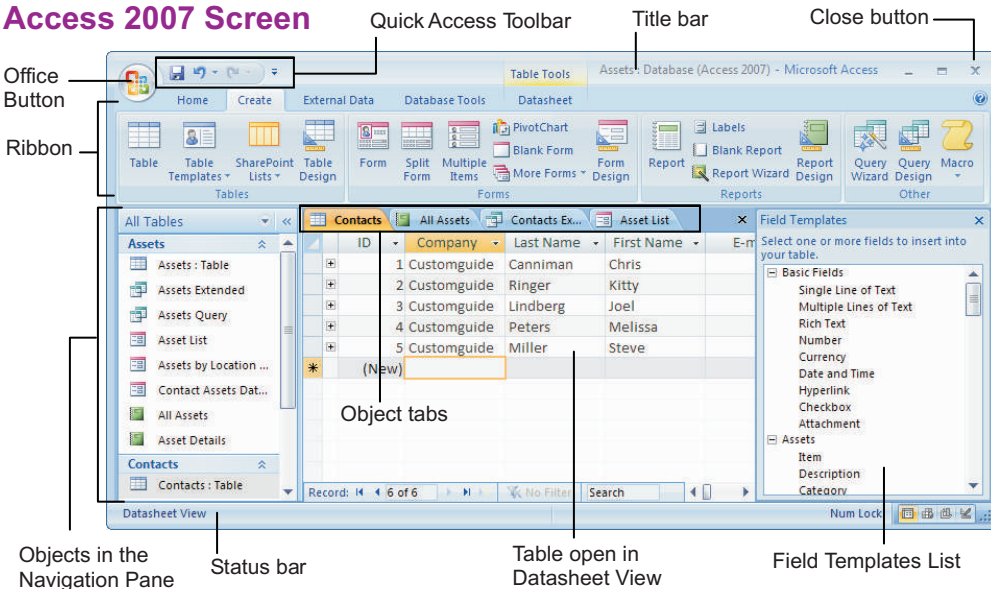 Access 2007 Screen
Quick Access Toolbar
Title bar
Close button
Office
Button
Ribbon
Table Tools
Assets : Database (Access 2007) - Microsoft Access
Home
Create
External Data
Database Tools
Datasheet
Table
Table
Templates
SharePoint
Lists
Table
Design
Tables
Form
Split
Form
Multiple
Items
PivotChart
Blank Form
More Forms
Form
Design
Forms
Report
Labels
Blank Report
Report Wizard
Report
Design
Reports
Query
Wizard
Query
Design
Macro
Other
All Tables
Assets
Assets : Table
Assets Extended
Assets Query
Asset List
Assets by Location ...
Contact Assets Dat...
All Assets
Asset Details
Contacts
Contacts : Table
Contacts
All Assets
Contacts Ex...
Asset List
ID Company Last Name First Name E-m
1 Customguide Canniman Chris
2 Customguide Ringer Kitty
3 Customguide Lindberg Joel
4 Customguide Peters Melissa
5 Customguide Miller Steve
(New)
Object tabs
Record: 6 of 6 No Filter Search
Field Templates
Select one or more fields to insert into
your table.
Basic Fields
Single Line of Text
Multiple Lines of Text
Rich Text
Number
Currency
Date and Time
Hyperlink
Checkbox
Attachment
Assets
Item
Description
Category
Datasheet View
Num Lock
Objects in the
Navigation Pane
Status bar
Table open in
Datasheet View
Field Templates List